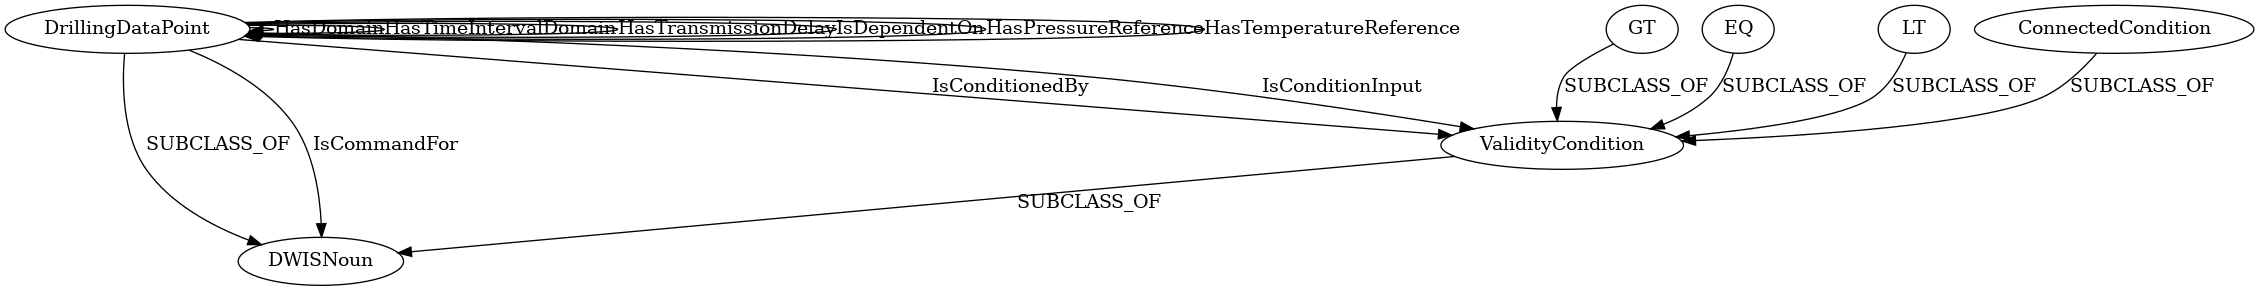 DrillingDataPoint
HasDomain
HasTimeIntervalDomain
HasTransmissionDelay
IsDependentOn
HasPressureReference
HasTemperatureReference
GT
EQ
LT
ConnectedCondition
IsConditionedBy
IsConditionInput
SUBCLASS_OF
SUBCLASS_OF
SUBCLASS_OF
SUBCLASS_OF
SUBCLASS_OF
IsCommandFor
ValidityCondition
SUBCLASS_OF
DWISNoun